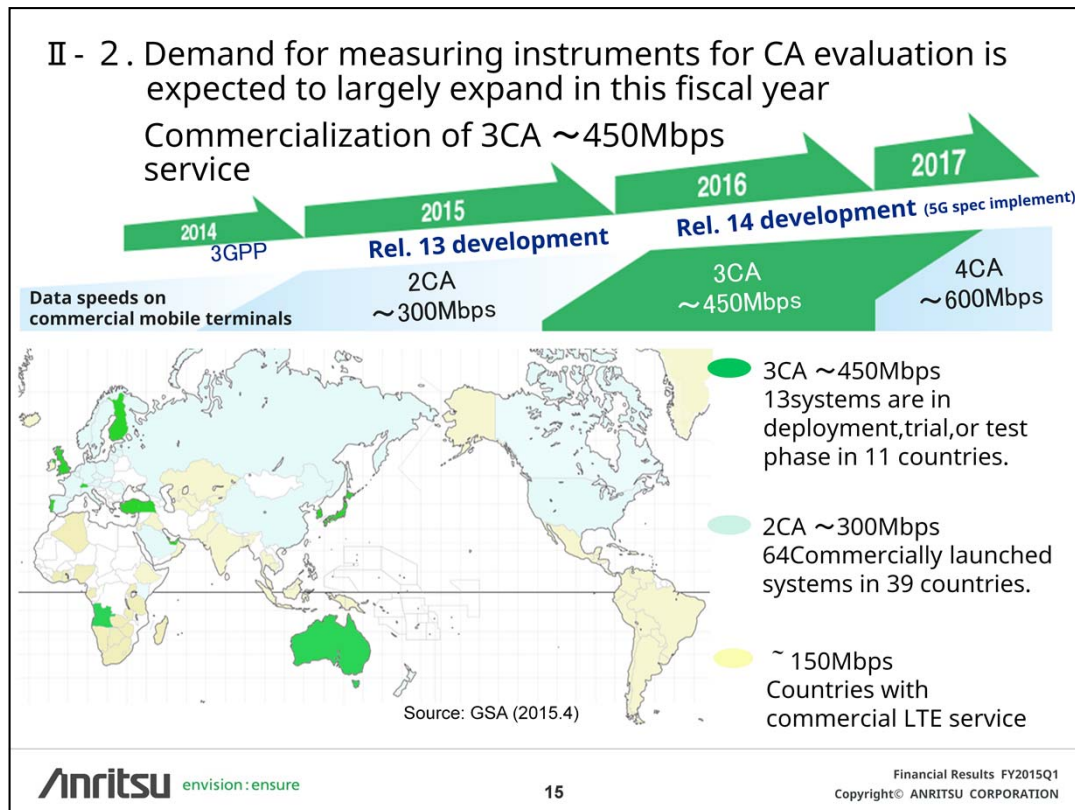 Ⅱ- ２. Demand for measuring instruments for CA evaluation is
expected to largely expand in this fiscal year
Commercialization of 3CA ～450Mbps
service
2014
2015
2016
2017
3GPP
Rel. 13 development
Rel. 14 development (5G spec implement)
Data speeds on
commercial mobile terminals
2CA
～300Mbps
3CA
～450Mbps
4CA
～600Mbps
3CA ～450Mbps
13systems are in
deployment,trial,or test
phase in 11 countries.
2CA ～300Mbps
64Commercially launched
systems in 39 countries.
~ 150Mbps
Countries with
commercial LTE service
Source: GSA (2015.4)
Anritsu envision : ensure
15
Financial Results FY2015Q1
Copyright© ANRITSU CORPORATION